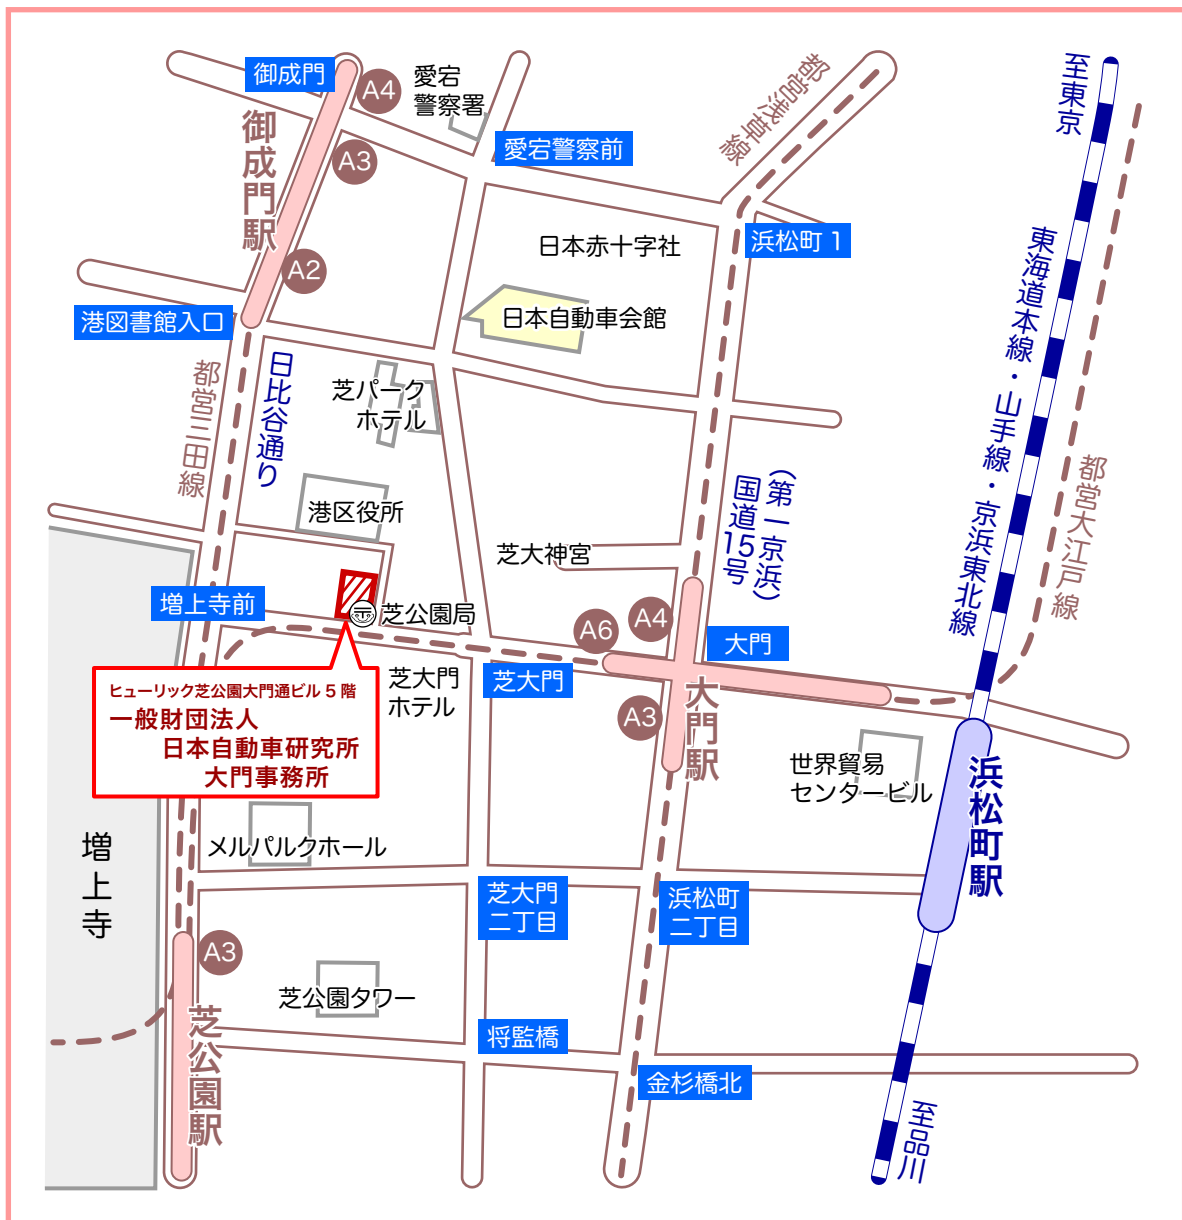 御成門
A4
愛宕
警察署
都営浅草線
至東京
御成門駅
A3
愛宕警察前
日本赤十字社
浜松町1
東海道本線・山手線・京浜東北線
A2
日本自動車会館
港図書館入口
都営三田線
日比谷通り
芝パーク
ホテル
都営大江戸線
(第一京浜)
国道15号
港区役所
芝大神宮
増上寺前
〒
芝公園局
A6
A4
大門
ヒューリック芝公園大門通ビル5階
一般財団法人
日本自動車研究所
大門事務所
芝大門
ホテル
芝大門
A3
大門駅
世界貿易
センタービル
浜松町駅
増上寺
メルパルクホール
芝大門
二丁目
浜松町
二丁目
A3
芝公園タワー
芝公園駅
将監橋
金杉橋北
至品川